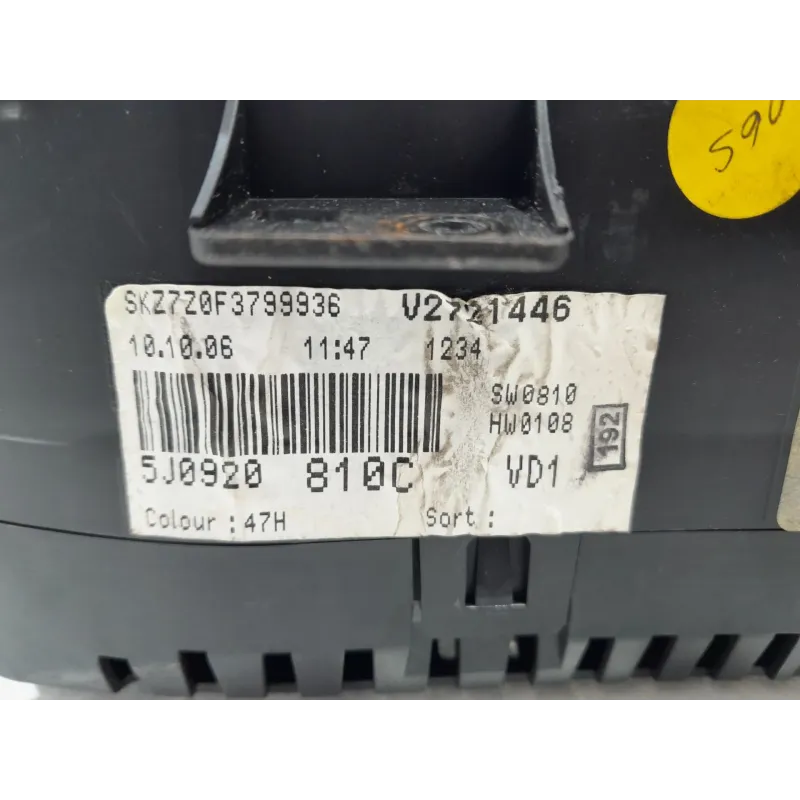 SKZ7Z0F3799936 V2721446
10.10.06 11:47 1234
SW0810
HW0108
192
5J0920 810C VD1
Colour : 47H Sort :